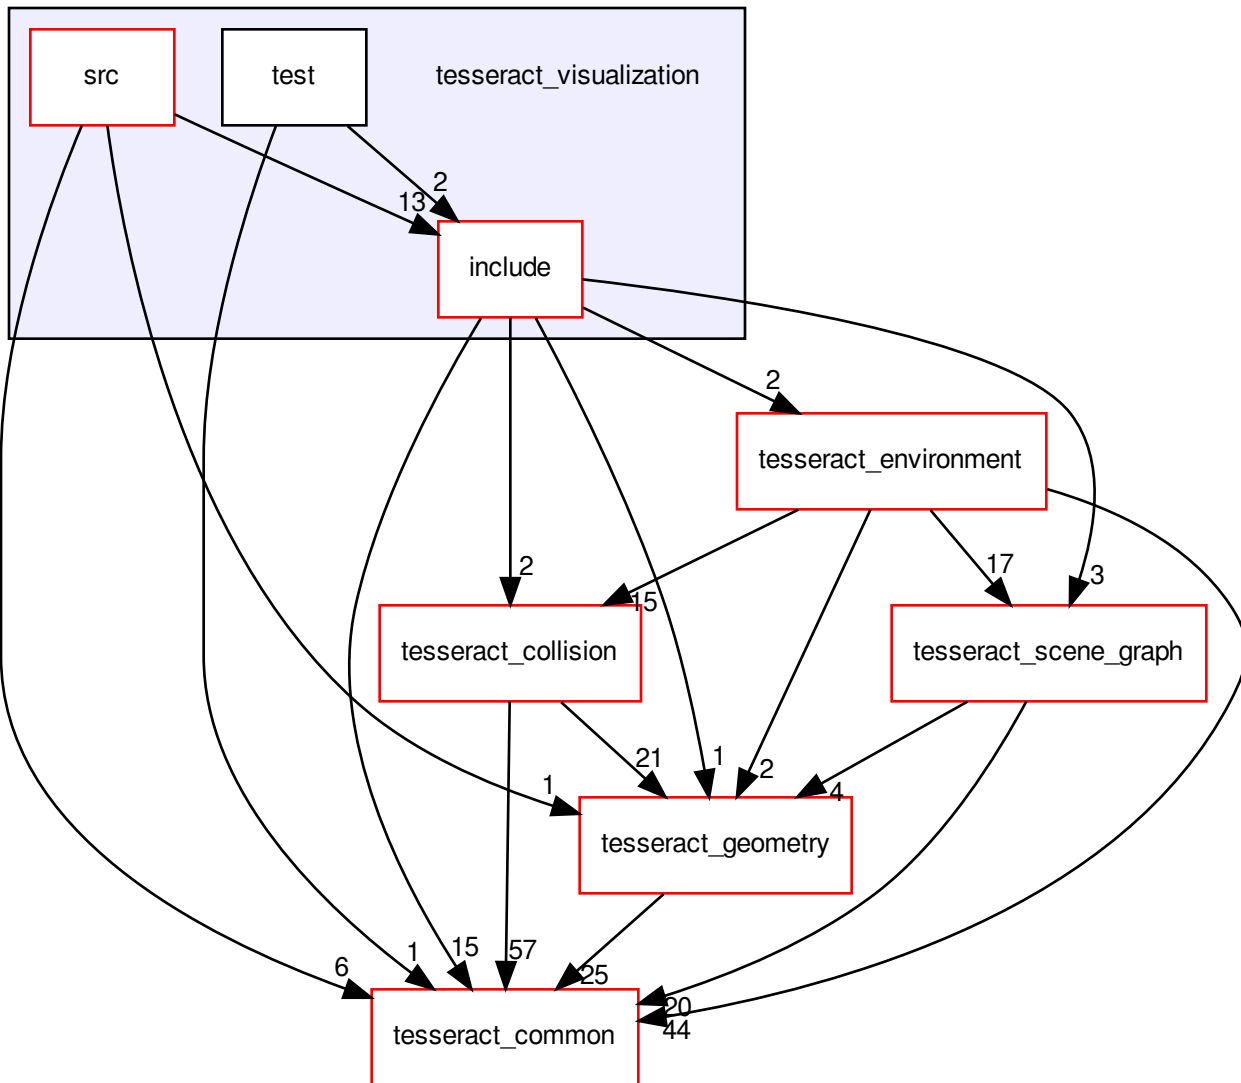 src
test
tesseract_visualization
2
13
include
2
tesseract_environment
2
17
3
15
tesseract_collision
tesseract_scene_graph
21
1
2
1
4
tesseract_geometry
15
57
1
6
25
20
44
tesseract_common